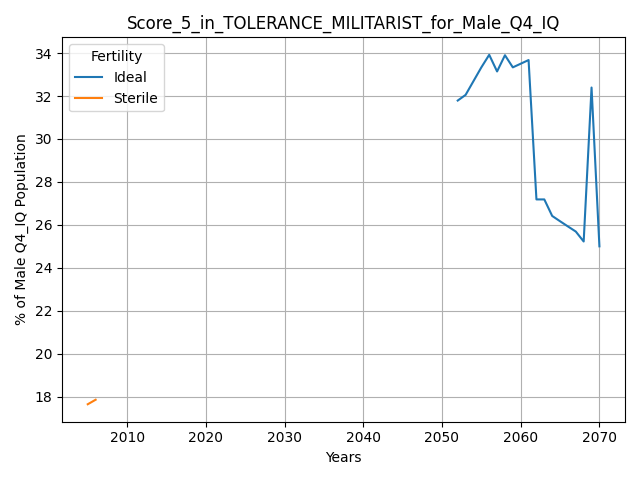 Score_5_in_TOLERANCE_MILITARIST_for_Male_Q4_IQ
Fertility
Ideal
Sterile
% of Male Q4_IQ Population
34
32
30
28
26
24
22
20
18
2010 2020 2030 2040 2050 2060 2070
Years